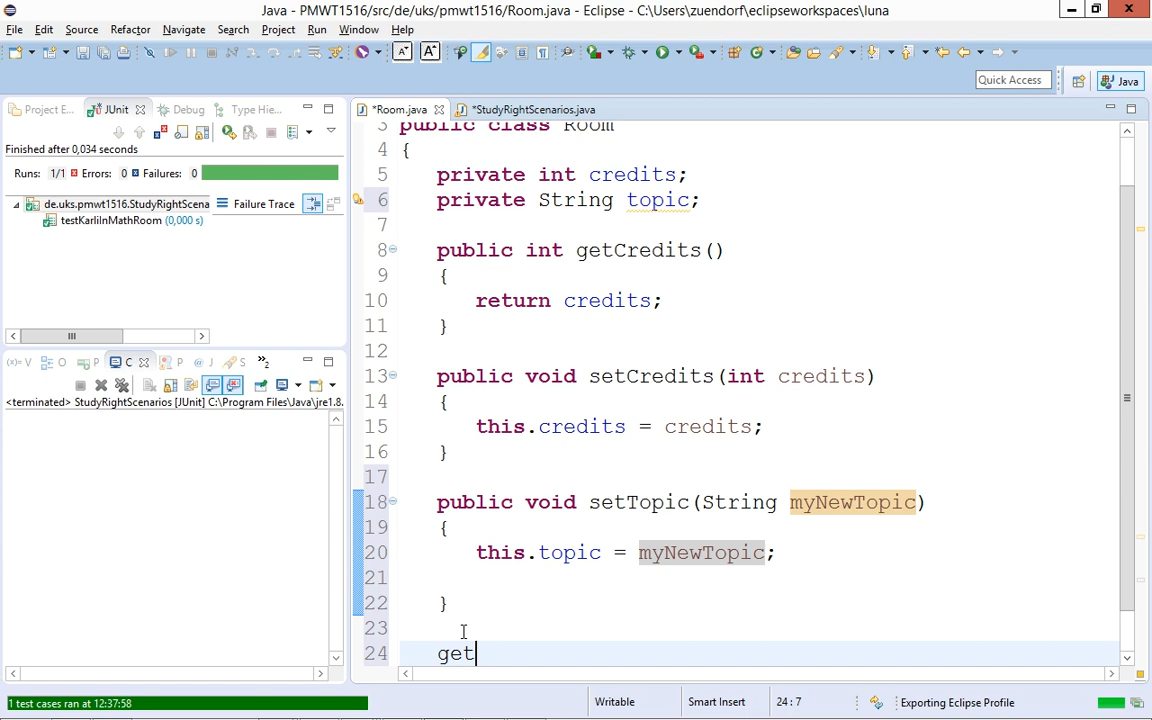 Java - PMWT1516/src/de/uks/pmwt1516/Room.java - Eclipse - C:\Users\zuendorf\eclipseworkspaces\luna
File Edit Source Refactor Navigate Search Project Run Window Help
A A
Quick Access Java
Project E... JUnit Debug Type Hie...
*Room.java *StudyRightScenarios.java
Finished after 0,034 seconds
Runs: 1/1 Errors: 0 Failures: 0
de.uks.pmwt1516.StudyRightScena Failure Trace
testKarliInMathRoom (0,000 s)
(x)= V O P C P @ J S »2
<terminated> StudyRightScenarios [JUnit] C:\Program Files\Java\jre1.8.
3 public class Room
4 {
5 private int credits;
6 private String topic;
7
8 public int getCredits()
9 {
10 return credits;
11 }
12
13 public void setCredits(int credits)
14 {
15 this.credits = credits;
16 }
17
18 public void setTopic(String myNewTopic)
19 {
20 this.topic = myNewTopic;
21
22 }
23
24 get
1 test cases ran at 12:37:58 Writable Smart Insert 24 : 7 Exporting Eclipse Profile